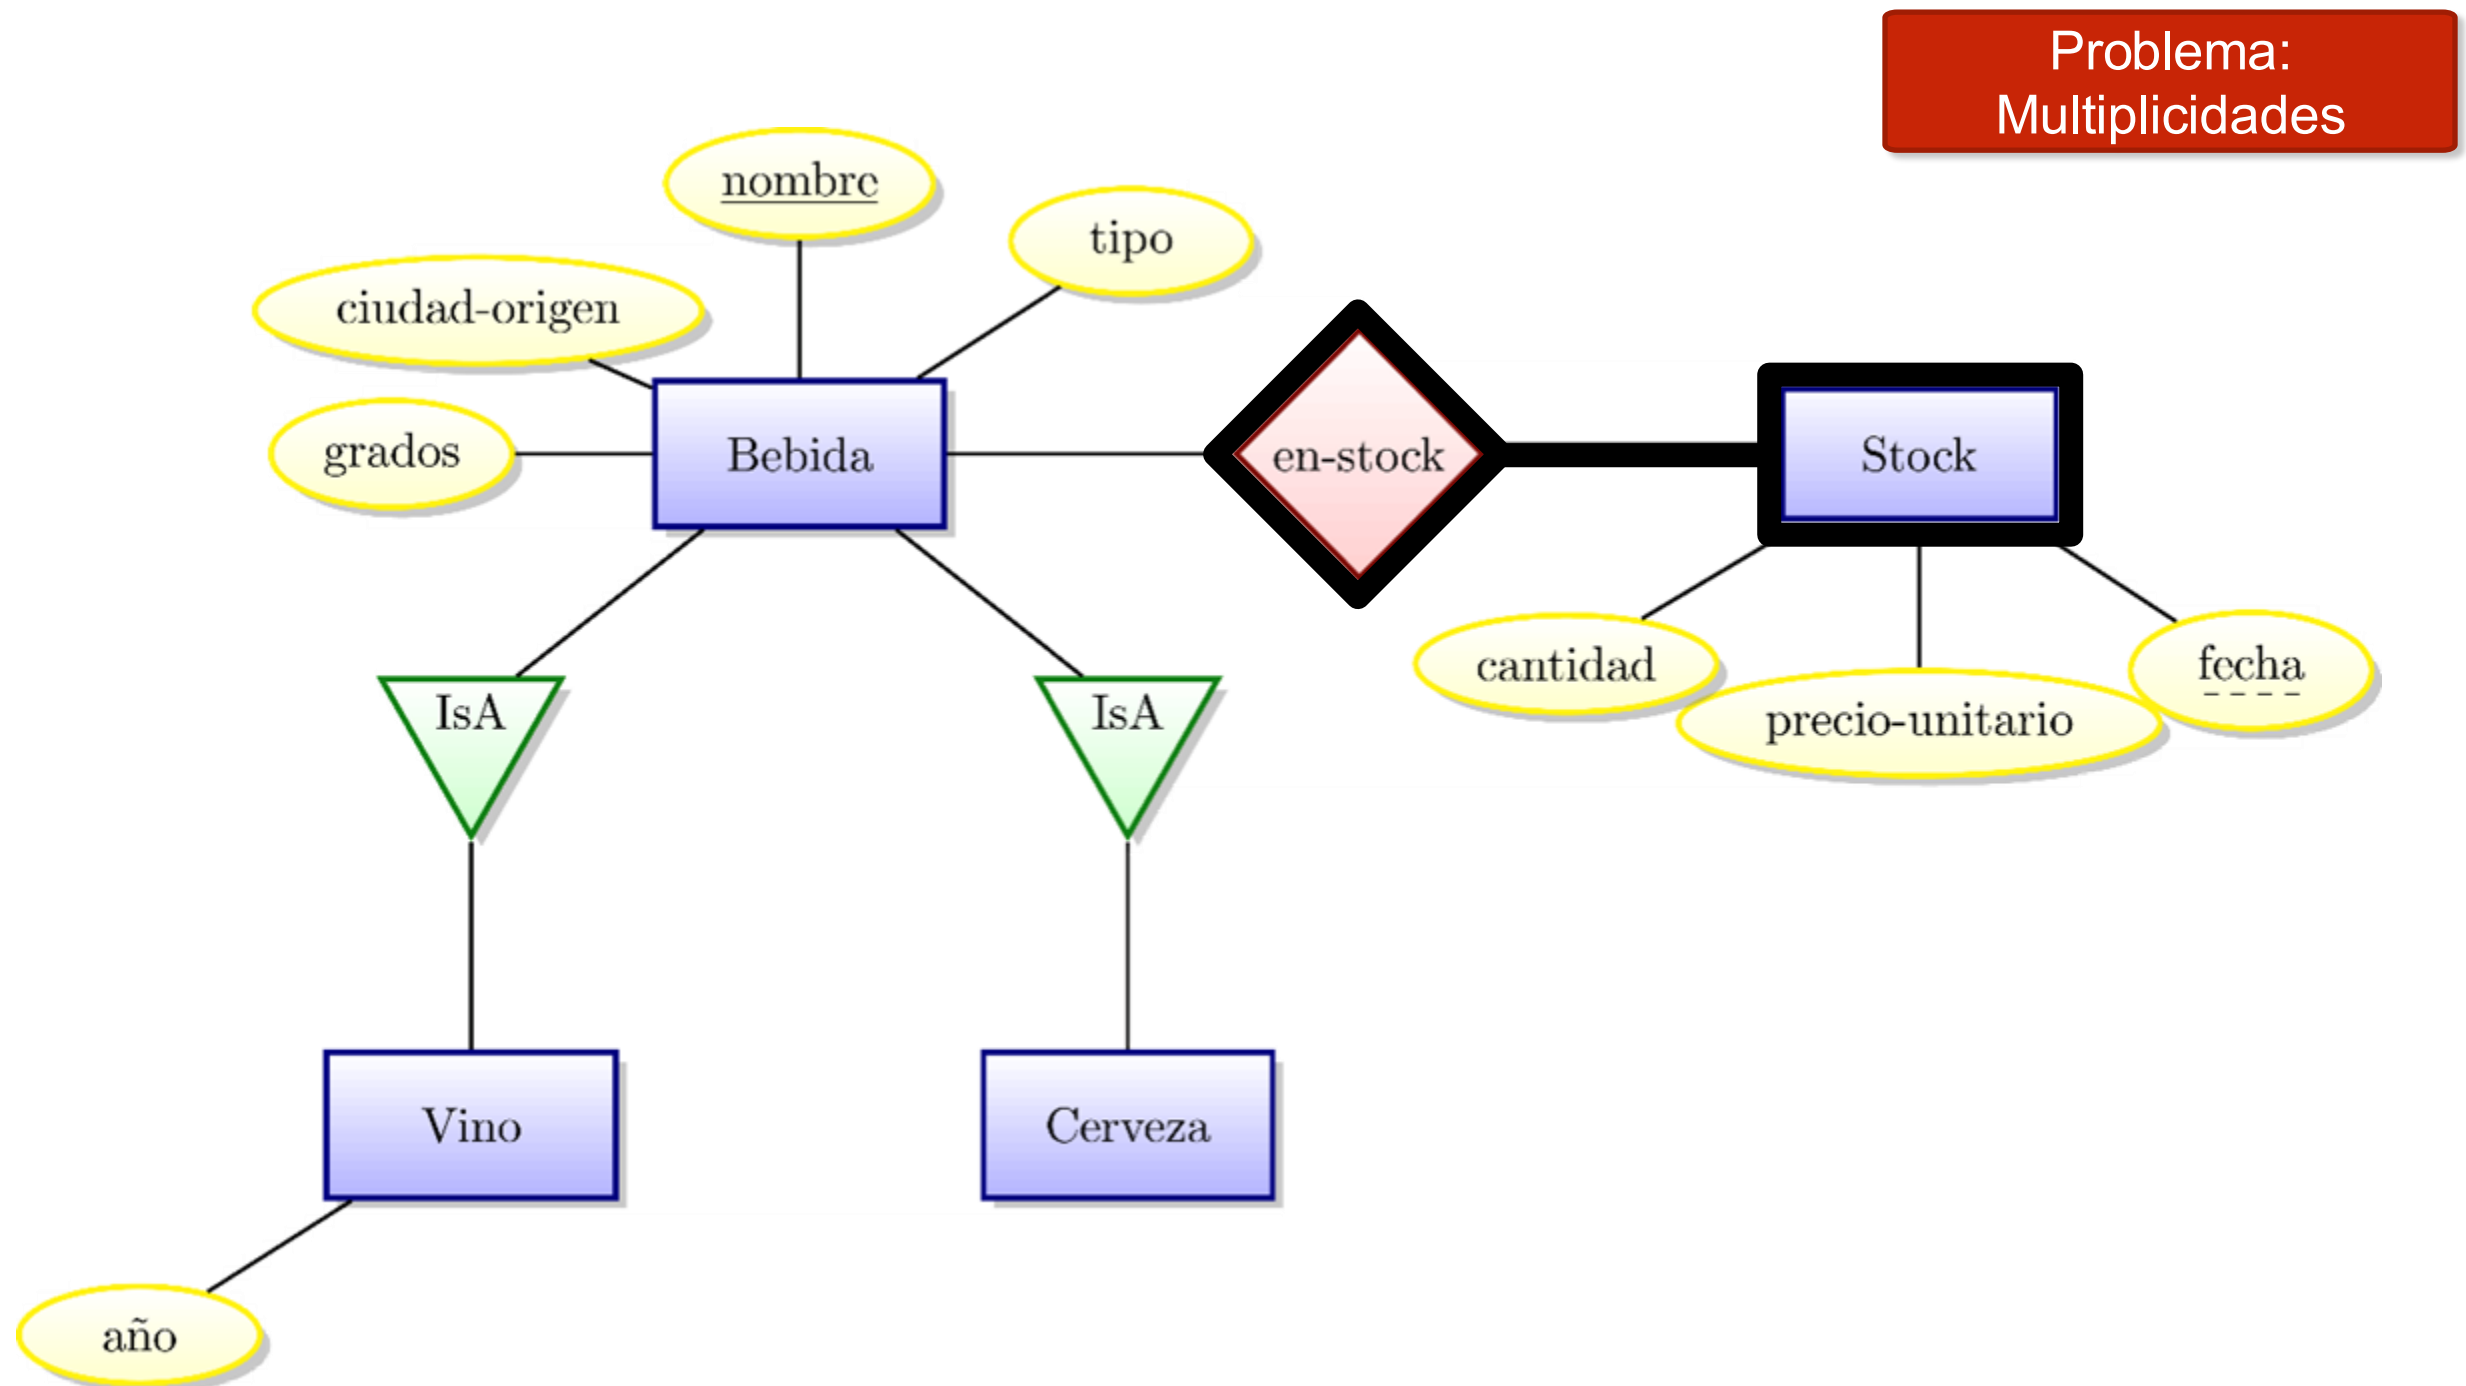 Problema:
Multiplicidades
nombre
tipo
ciudad-origen
grados
Bebida
en-stock
Stock
cantidad
precio-unitario
fecha
IsA
IsA
Vino
Cerveza
año